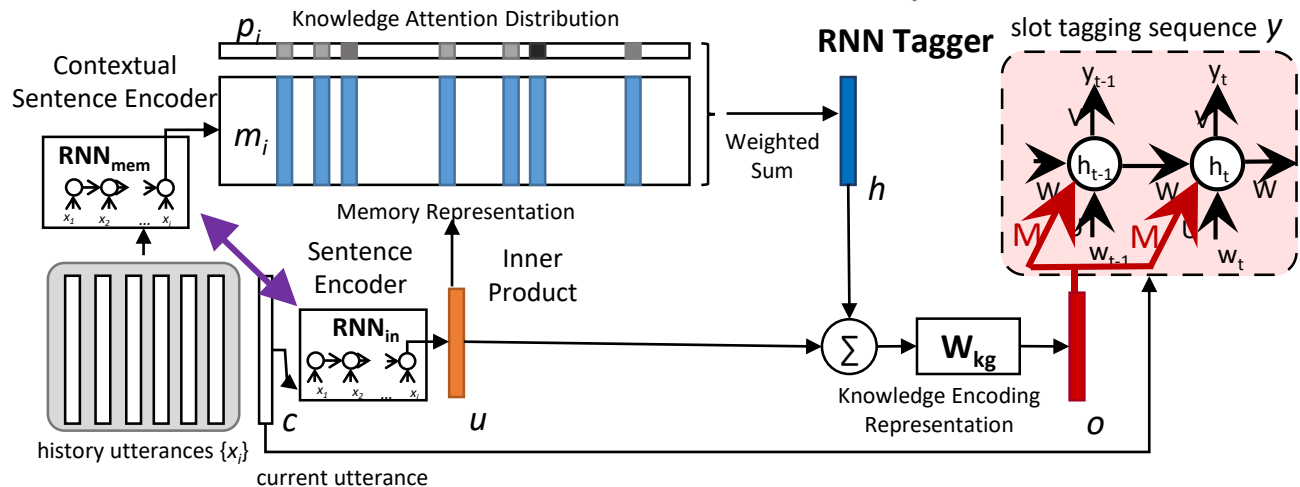 Knowledge Attention Distribution
p_i
RNN Tagger
slot tagging sequence y
Contextual
Sentence Encoder
m_i
Weighted
Sum
h
RNN_mem
x_1 x_2 ... x_i
Memory Representation
Sentence
Encoder
Inner
Product
RNN_in
x_1 x_2 ... x_i
history utterances {x_i}
c
current utterance
u
∑
W_kg
Knowledge Encoding
Representation
o
y_t-1 y_t
V V
h_t-1 h_t
W W W
M M
U U
w_t-1 w_t